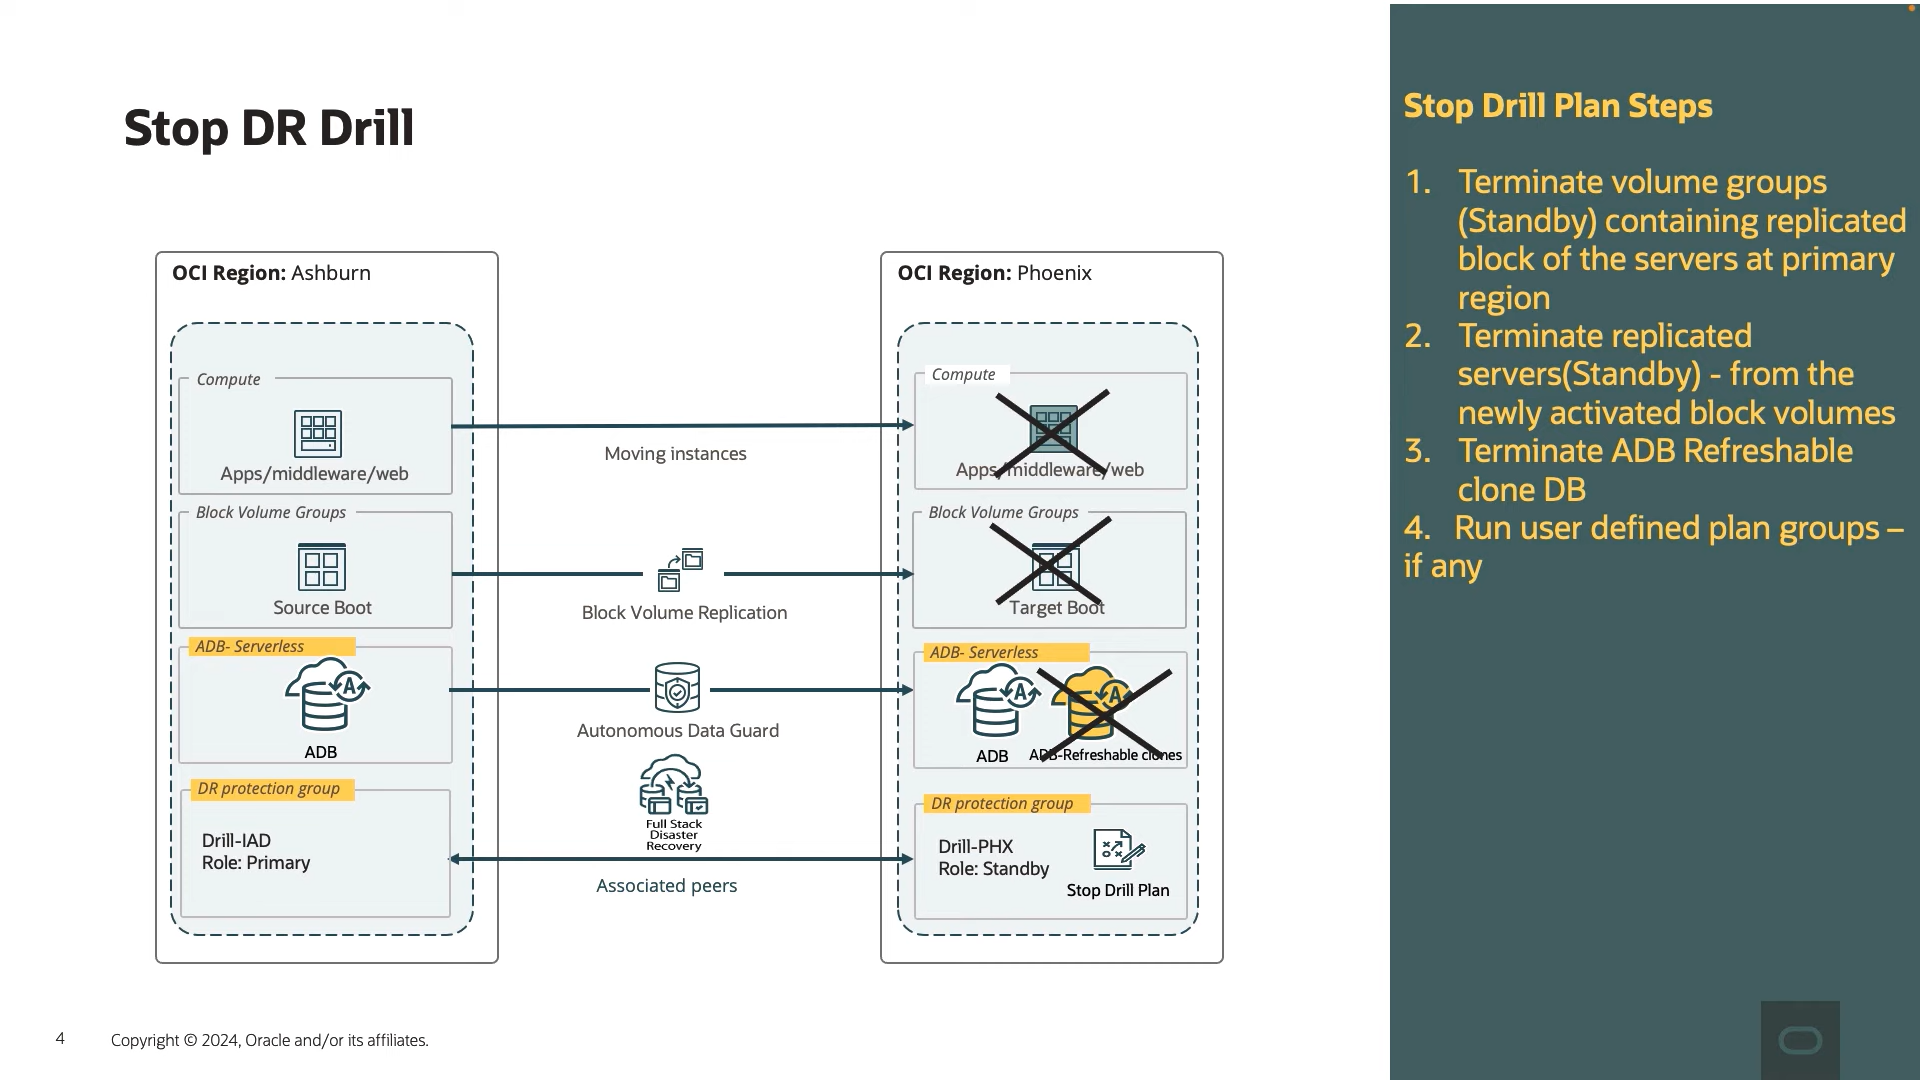 Stop DR Drill
OCI Region: Ashburn
Compute
Apps/middleware/web
Block Volume Groups
Source Boot
ADB- Serverless
A
ADB
DR protection group
Drill-IAD
Role: Primary
Moving instances
Block Volume Replication
Autonomous Data Guard
Full Stack
Disaster
Recovery
Associated peers
OCI Region: Phoenix
Compute
Apps/middleware/web
Block Volume Groups
Target Boot
ADB- Serverless
A
A
ADB
ADB-Refreshable clones
DR protection group
Drill-PHX
Role: Standby
Stop Drill Plan
Stop Drill Plan Steps
1. Terminate volume groups
(Standby) containing replicated
block of the servers at primary
region
2. Terminate replicated
servers(Standby) - from the
newly activated block volumes
3. Terminate ADB Refreshable
clone DB
4. Run user defined plan groups –
if any
4
Copyright © 2024, Oracle and/or its affiliates.